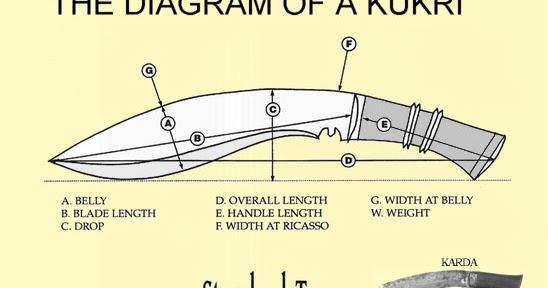 THE DIAGRAM OF A KUKRI
G
F
A
B
C
E
D
A. BELLY
B. BLADE LENGTH
C. DROP
D. OVERALL LENGTH
E. HANDLE LENGTH
F. WIDTH AT RICASSO
G. WIDTH AT BELLY
W. WEIGHT
KARDA